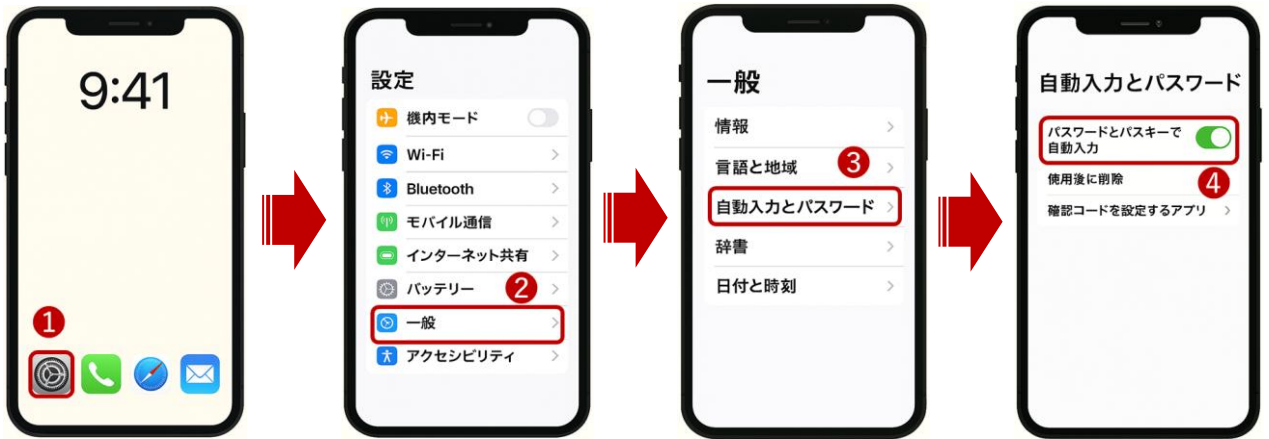 9:41
1
設定
機内モード
Wi-Fi
Bluetooth
モバイル通信
インターネット共有
バッテリー
2
一般
アクセシビリティ
一般
情報
言語と地域
3
自動入力とパスワード
辞書
日付と時刻
自動入力とパスワード
パスワードとパスキーで
自動入力
使用後に削除
4
確認コードを設定するアプリ